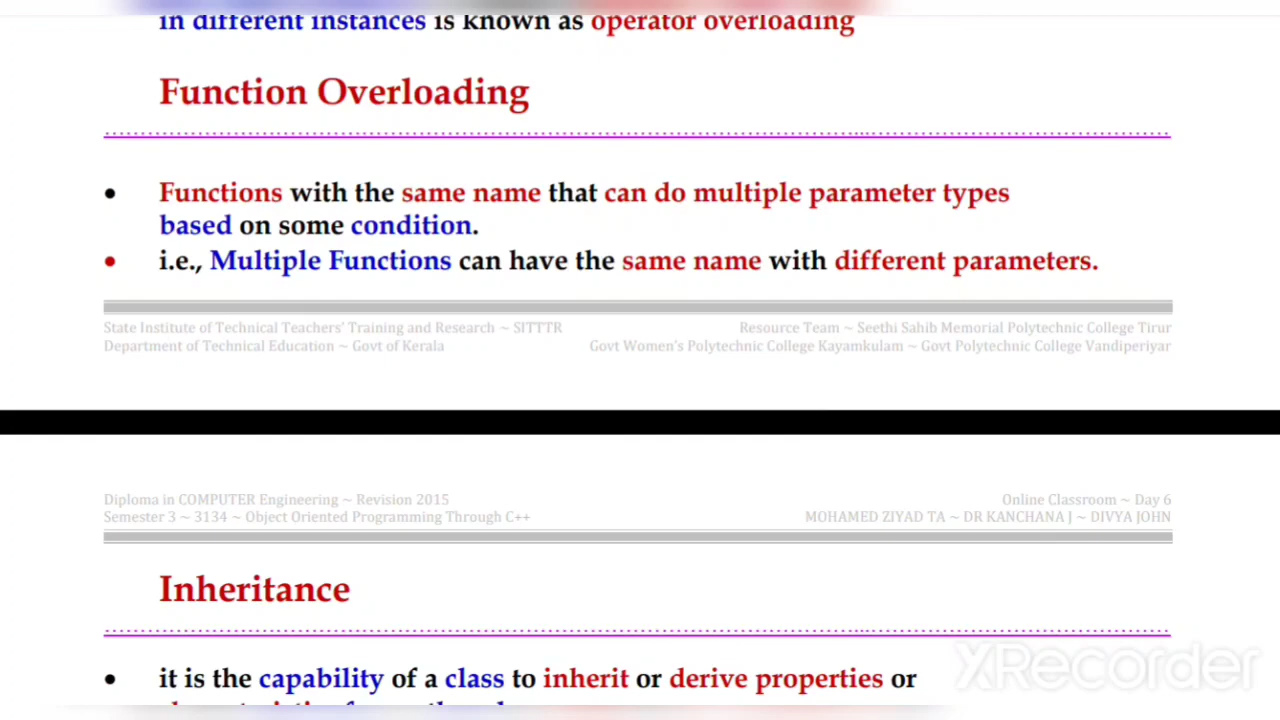 in different instances is known as operator overloading
Function Overloading
• Functions with the same name that can do multiple parameter types
based on some condition.
• i.e., Multiple Functions can have the same name with different parameters.
State Institute of Technical Teachers' Training and Research ~ SITTTR
Resource Team ~ Seethi Sahib Memorial Polytechnic College Tirur
Department of Technical Education ~ Govt of Kerala
Govt Women's Polytechnic College Kayamkulam ~ Govt Polytechnic College Vandiperiyar
Diploma in COMPUTER Engineering ~ Revision 2015
Online Classroom ~ Day 6
Semester 3 ~ 3134 ~ Object Oriented Programming Through C++
MOHAMED ZIYAD TA ~ DR KANCHANA J ~ DIVYA JOHN
Inheritance
• it is the capability of a class to inherit or derive properties or
XRecorder